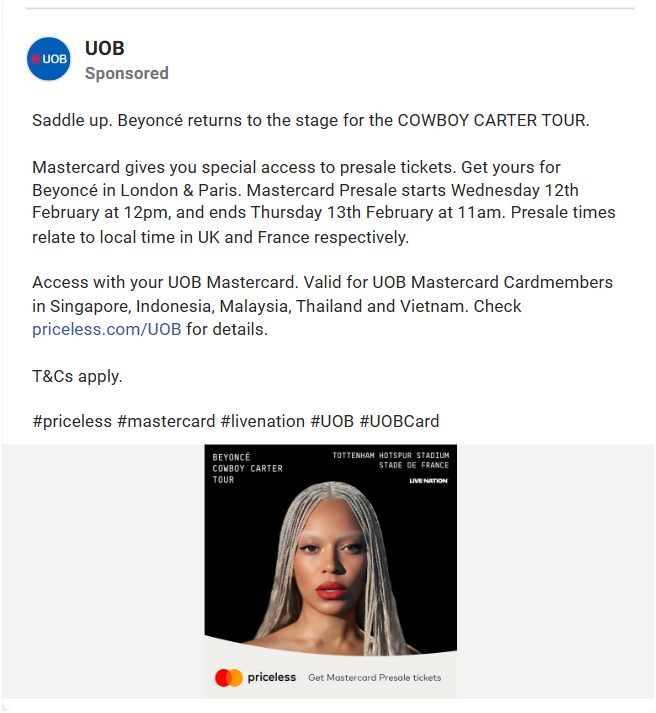 UOB
UOB
Sponsored
Saddle up. Beyoncé returns to the stage for the COWBOY CARTER TOUR.
Mastercard gives you special access to presale tickets. Get yours for
Beyoncé in London & Paris. Mastercard Presale starts Wednesday 12th
February at 12pm, and ends Thursday 13th February at 11am. Presale times
relate to local time in UK and France respectively.
Access with your UOB Mastercard. Valid for UOB Mastercard Cardmembers
in Singapore, Indonesia, Malaysia, Thailand and Vietnam. Check
priceless.com/UOB for details.
T&Cs apply.
#priceless #mastercard #livenation #UOB #UOBCard
BEYONCÉ
COWBOY CARTER
TOUR
TOTTENHAM HOTSPUR STADIUM
STADE DE FRANCE
LIVE NATION
priceless
Get Mastercard Presale tickets